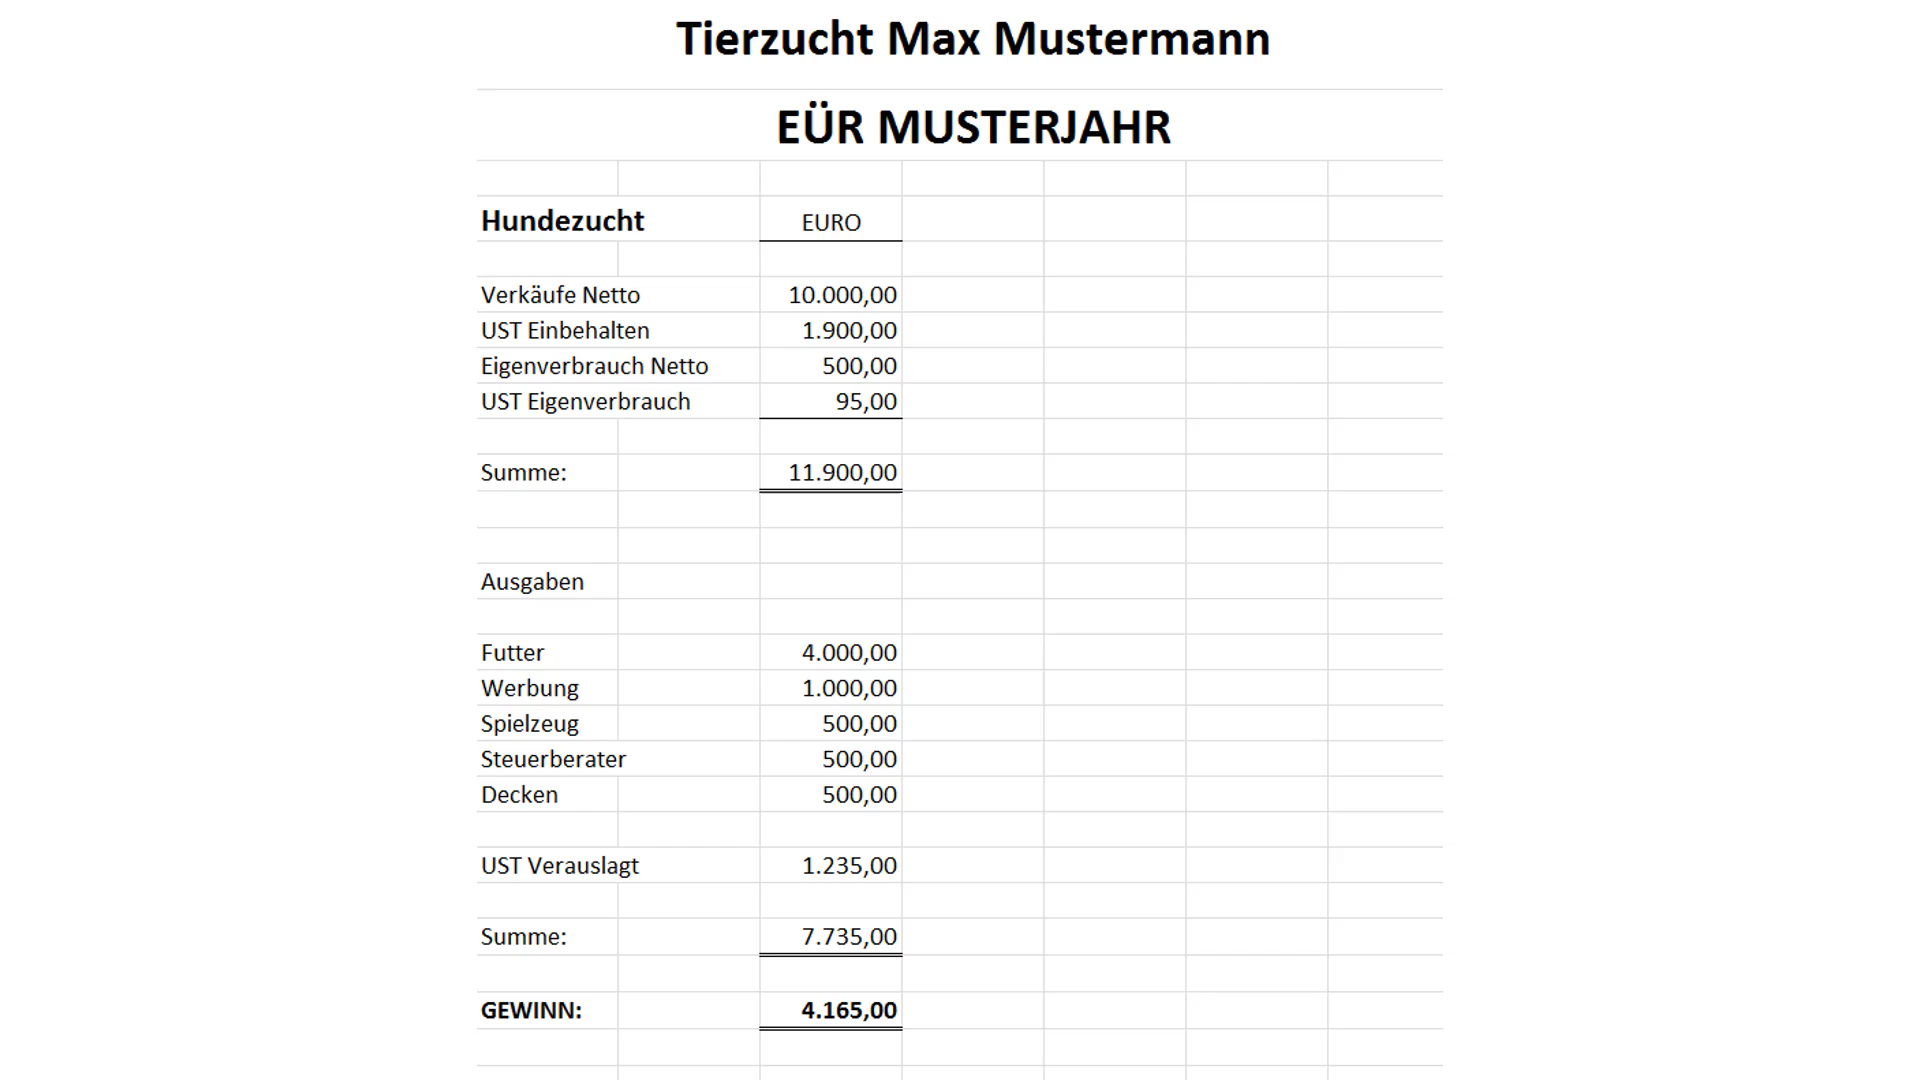 Tierzucht Max Mustermann
EÜR MUSTERJAHR
Hundezucht EURO
Verkäufe Netto 10.000,00
UST Einbehalten 1.900,00
Eigenverbrauch Netto 500,00
UST Eigenverbrauch 95,00
Summe: 11.900,00
Ausgaben
Futter 4.000,00
Werbung 1.000,00
Spielzeug 500,00
Steuerberater 500,00
Decken 500,00
UST Verauslagt 1.235,00
Summe: 7.735,00
GEWINN: 4.165,00